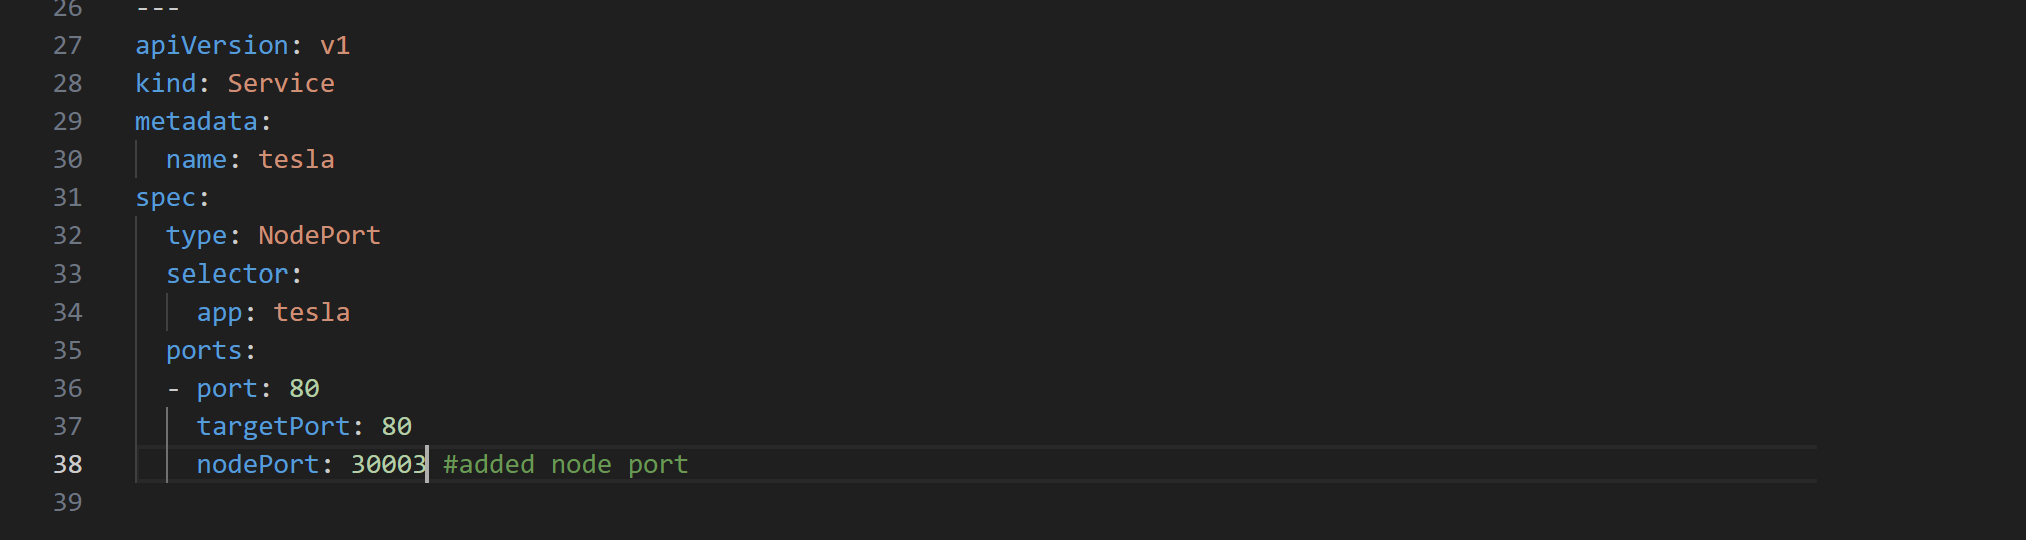 26 ---
27 apiVersion: v1
28 kind: Service
29 metadata:
30   name: tesla
31 spec:
32   type: NodePort
33   selector:
34     app: tesla
35   ports:
36   - port: 80
37     targetPort: 80
38     nodePort: 30003 #added node port
39